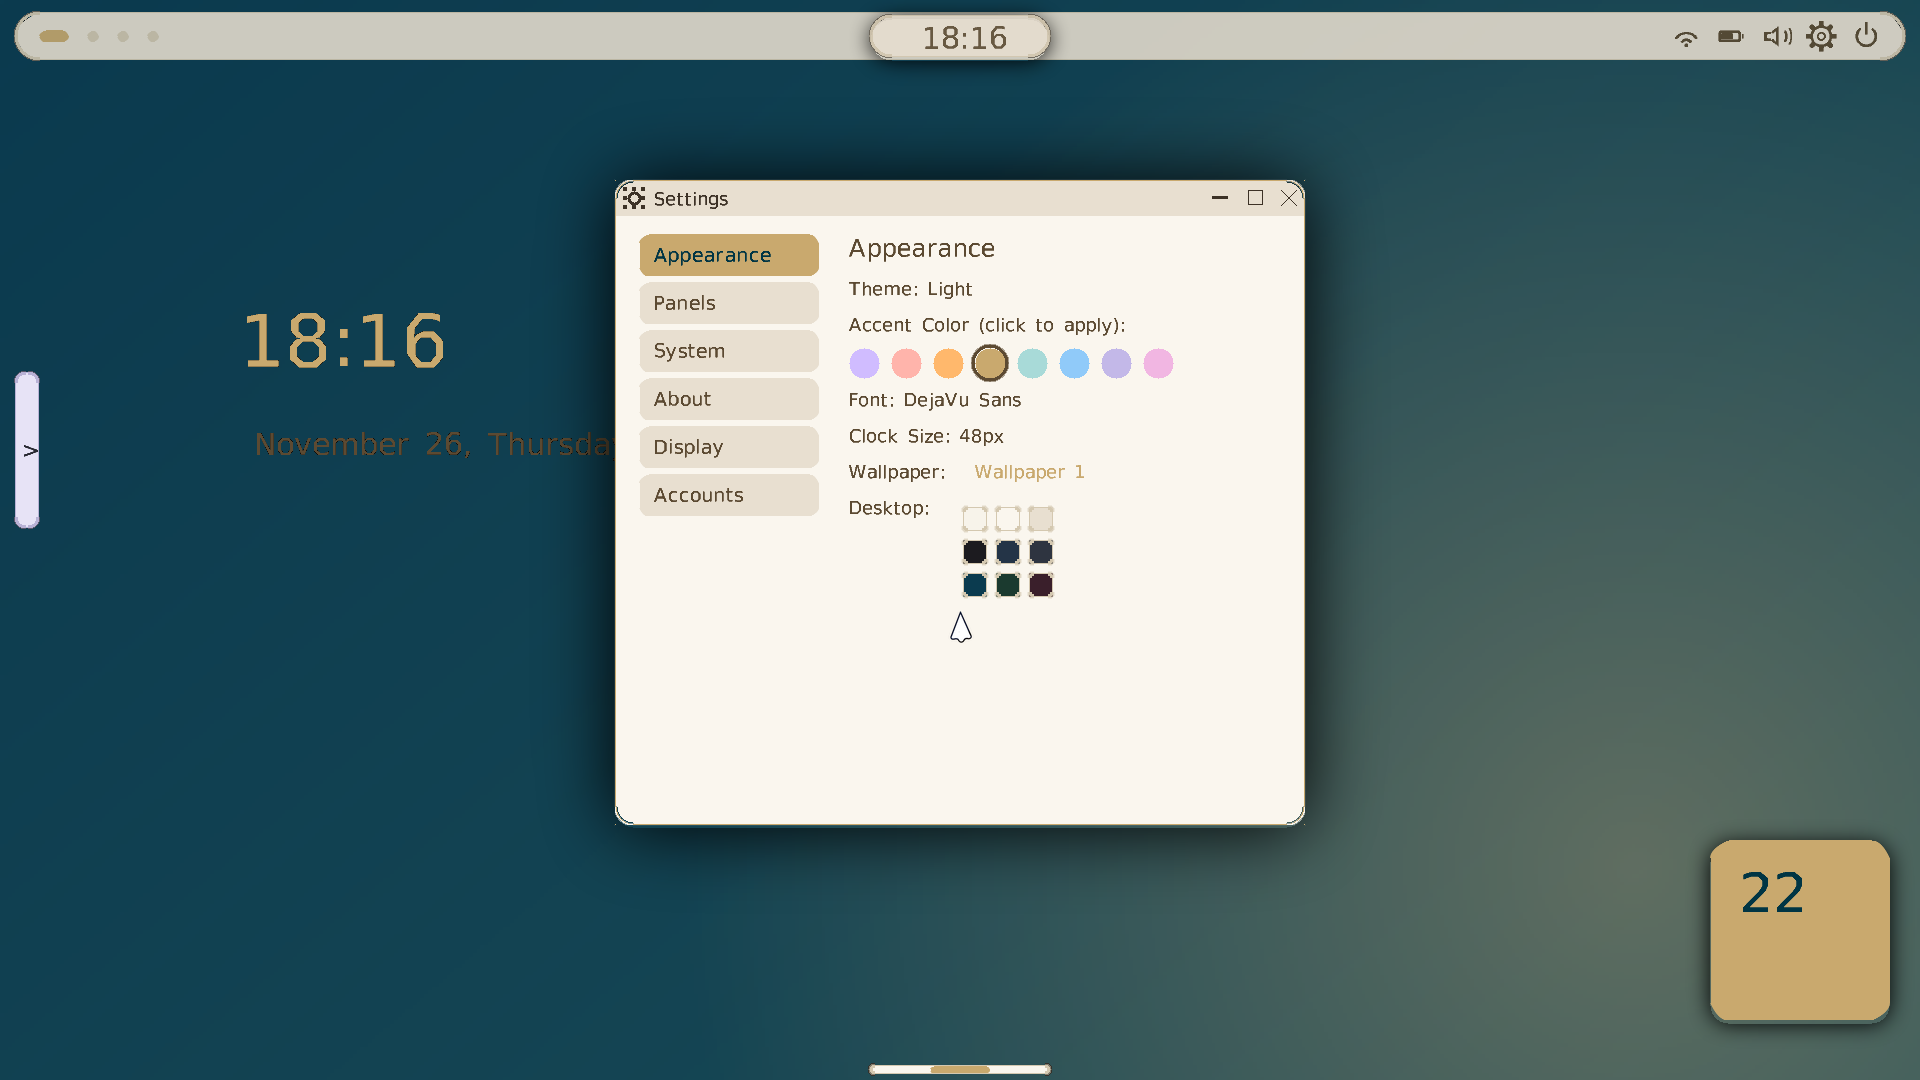 18:16
Settings
Appearance
Panels
System
About
Display
Accounts
Appearance
Theme: Light
Accent Color (click to apply):
Font: DejaVu Sans
Clock Size: 48px
Wallpaper: Wallpaper 1
Desktop:
18:16
November 26, Thursda
>
22